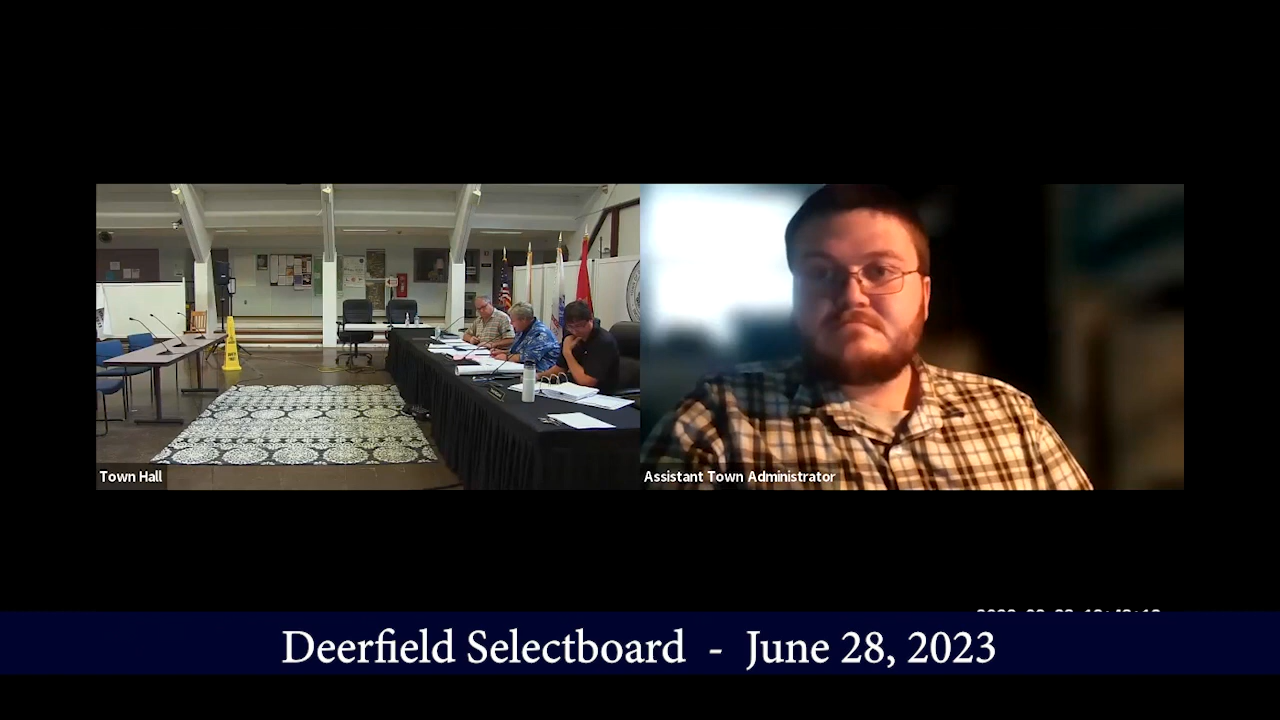 Town Hall
Assistant Town Administrator
Deerfield Selectboard - June 28, 2023